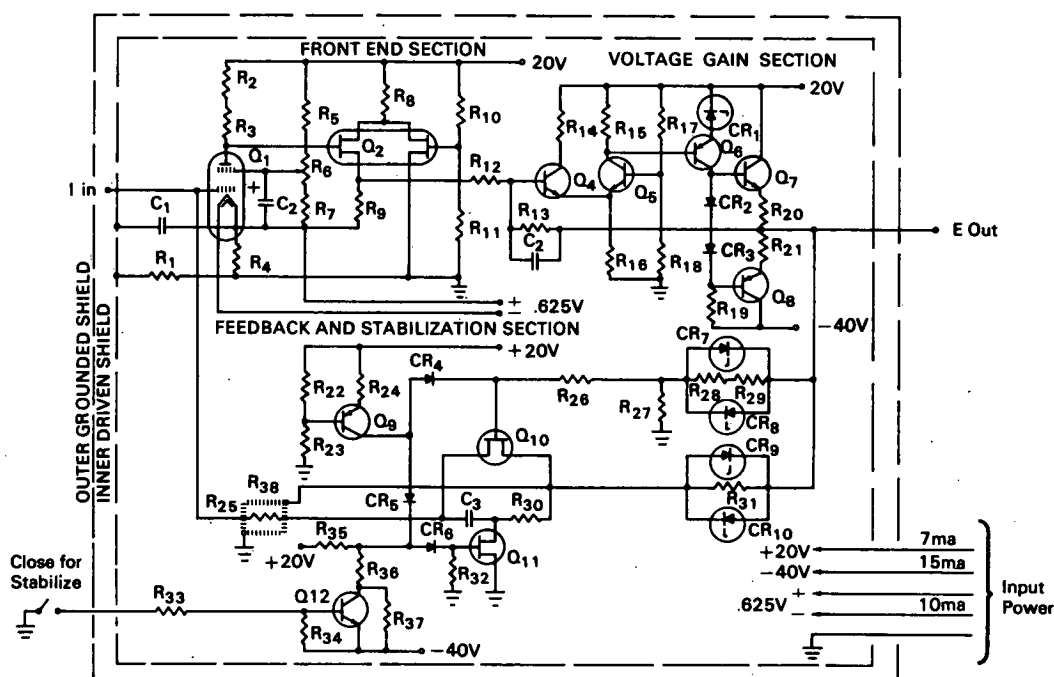 FRONT END SECTION
VOLTAGE GAIN SECTION
20V
20V
R2
R3
R5
R8
R10
R14
R15
R17
CR1
Q6
Q1
Q2
R6
R12
Q4
Q5
Q7
I in
+
C1
C2
R7
R9
R13
CR2
R20
E Out
R11
C2
R16
R18
CR3
R21
R1
R4
R19
Q8
+
− .625V
−40V
FEEDBACK AND STABILIZATION SECTION
+20V
CR4
CR7
R22
R24
R26
R27
R28
R29
Q9
CR8
R23
Q10
CR9
OUTER GROUNDED SHIELD
INNER DRIVEN SHIELD
R38
R25
CR5
C3
R30
R31
CR10
R35
CR6
Q11
+20V
R36
R32
Close for
Stabilize
R33
Q12
R34
R37
−40V
+20V
7ma
−40V
15ma
+
.625V
−
10ma
Input
Power